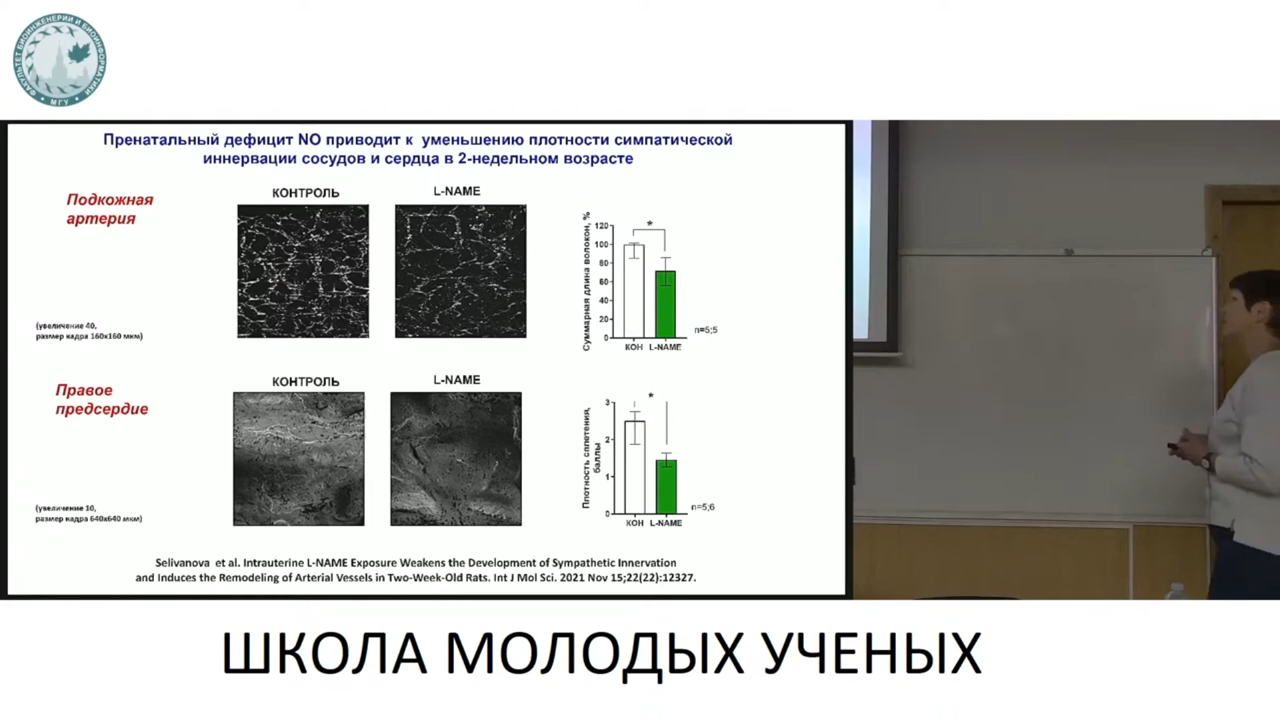 ФАКУЛЬТЕТ БИОИНЖЕНЕРИИ И БИОИНФОРМАТИКИ
МГУ
Пренатальный дефицит NO приводит к уменьшению плотности симпатической
иннервации сосудов и сердца в 2-недельном возрасте
Подкожная
артерия
КОНТРОЛЬ
L-NAME
(увеличение 40,
размер кадра 160х160 мкм)
Суммарная длина волокон, %
120
100
80
60
40
20
0
*
КОН
L-NAME
n=5;5
Правое
предсердие
КОНТРОЛЬ
L-NAME
(увеличение 10,
размер кадра 640х640 мкм)
Плотность сплетения,
баллы
3
2
1
0
*
КОН
L-NAME
n=5;6
Selivanova et al. Intrauterine L-NAME Exposure Weakens the Development of Sympathetic Innervation
and Induces the Remodeling of Arterial Vessels in Two-Week-Old Rats. Int J Mol Sci. 2021 Nov 15;22(22):12327.
ШКОЛА МОЛОДЫХ УЧЕНЫХ